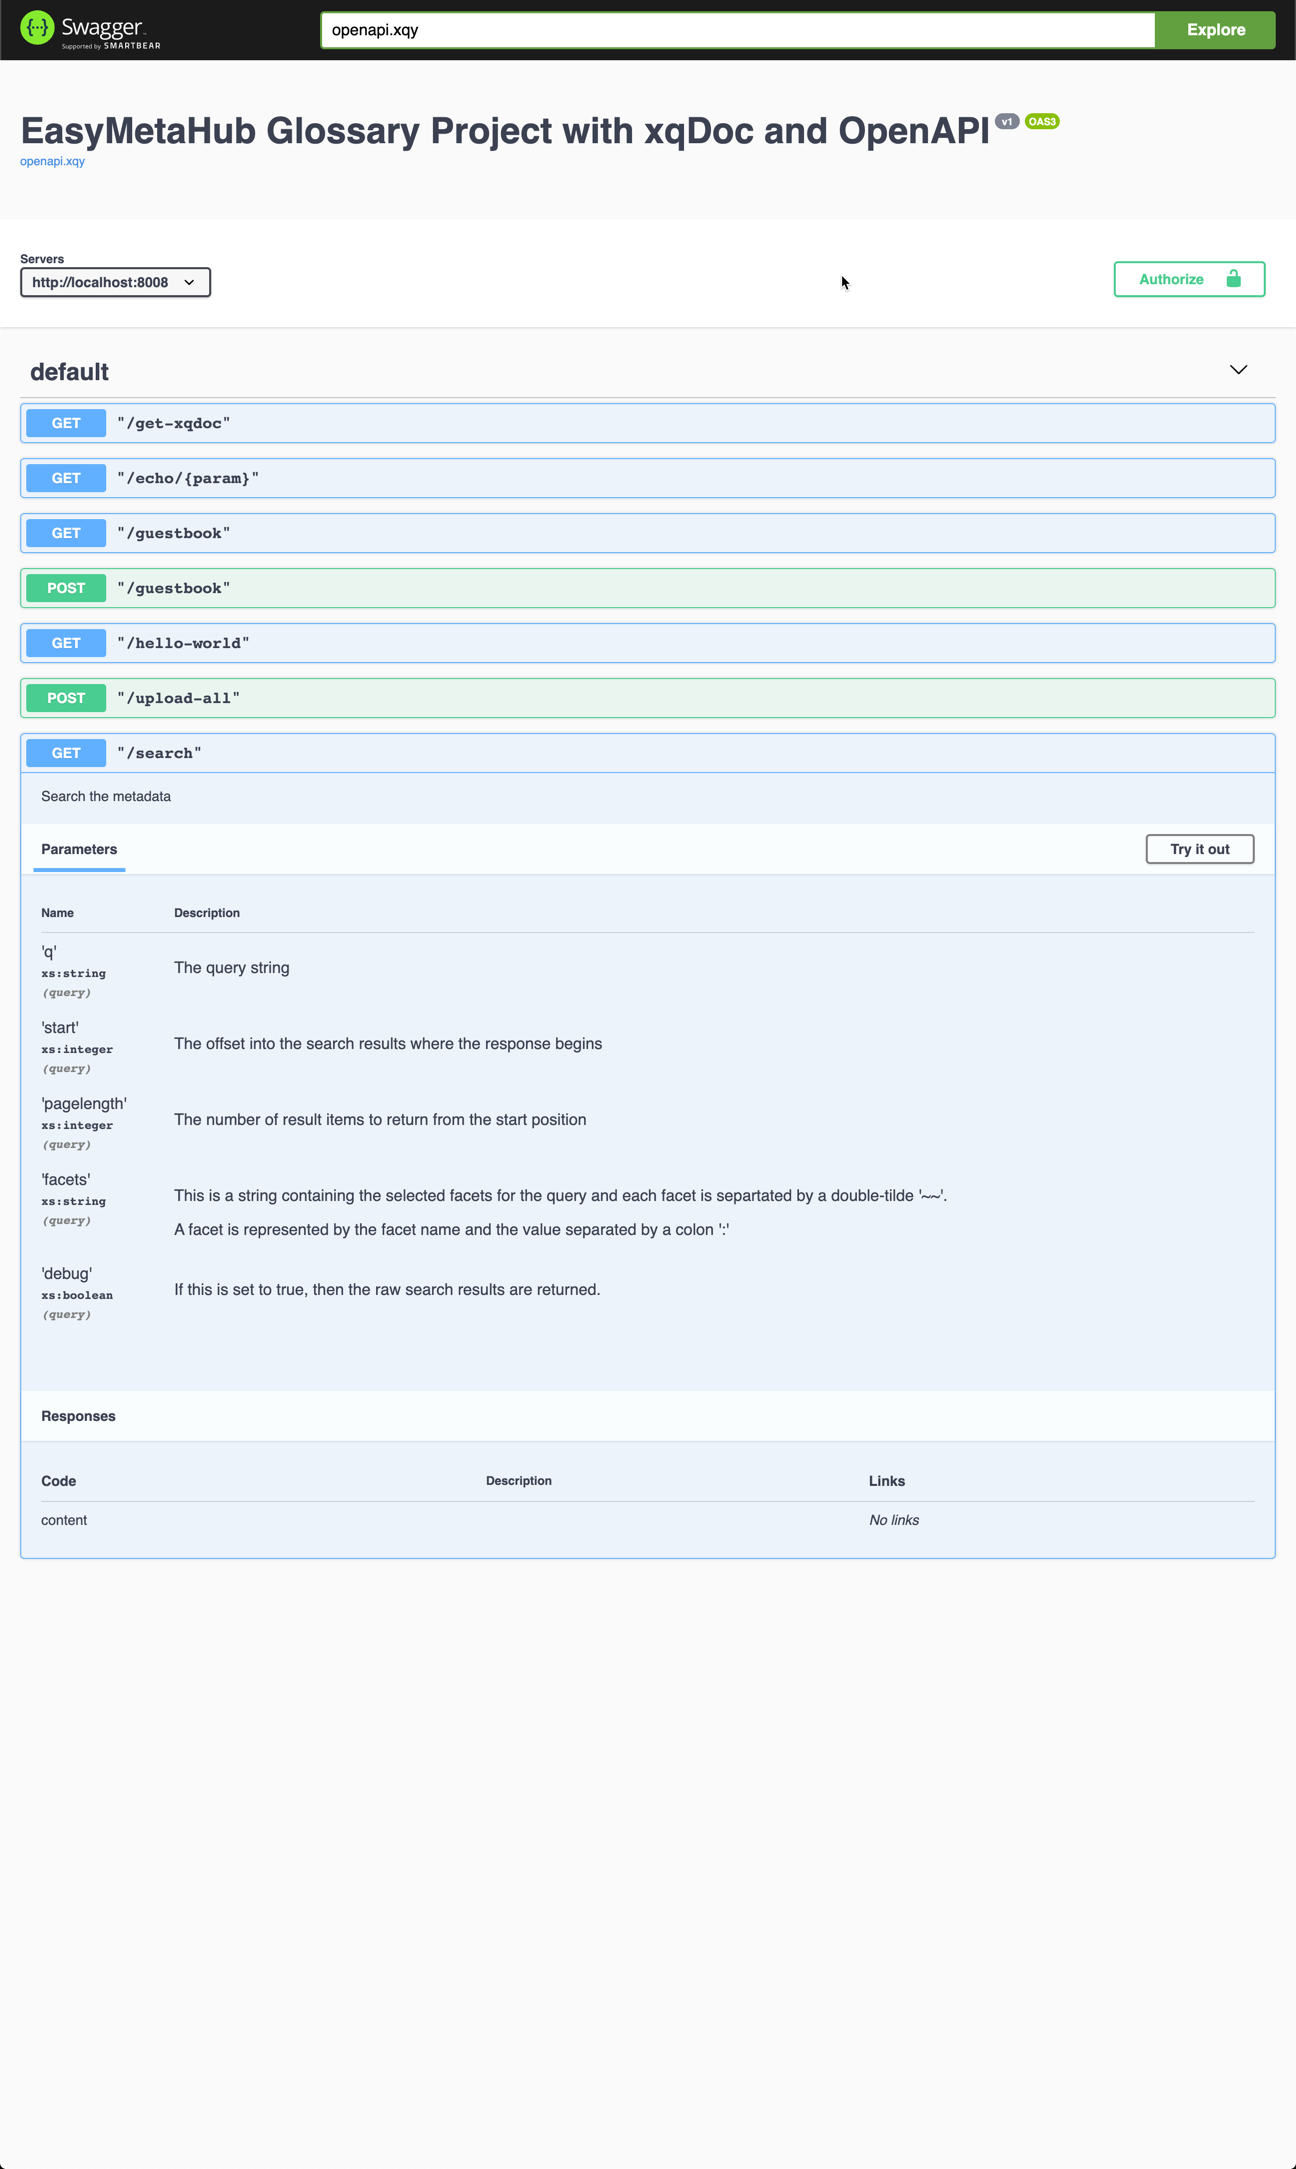 Swagger™
Supported by SMARTBEAR
openapi.xqy
Explore
EasyMetaHub Glossary Project with xqDoc and OpenAPI v1 OAS3
openapi.xqy
Servers
http://localhost:8008
Authorize
default
GET "/get-xqdoc"
GET "/echo/{param}"
GET "/guestbook"
POST "/guestbook"
GET "/hello-world"
POST "/upload-all"
GET "/search"
Search the metadata
Parameters
Try it out
Name Description
'q'
xs:string
(query)
The query string
'start'
xs:integer
(query)
The offset into the search results where the response begins
'pagelength'
xs:integer
(query)
The number of result items to return from the start position
'facets'
xs:string
(query)
This is a string containing the selected facets for the query and each facet is separtated by a double-tilde '~~'.
A facet is represented by the facet name and the value separated by a colon ':'
'debug'
xs:boolean
(query)
If this is set to true, then the raw search results are returned.
Responses
Code Description Links
content No links